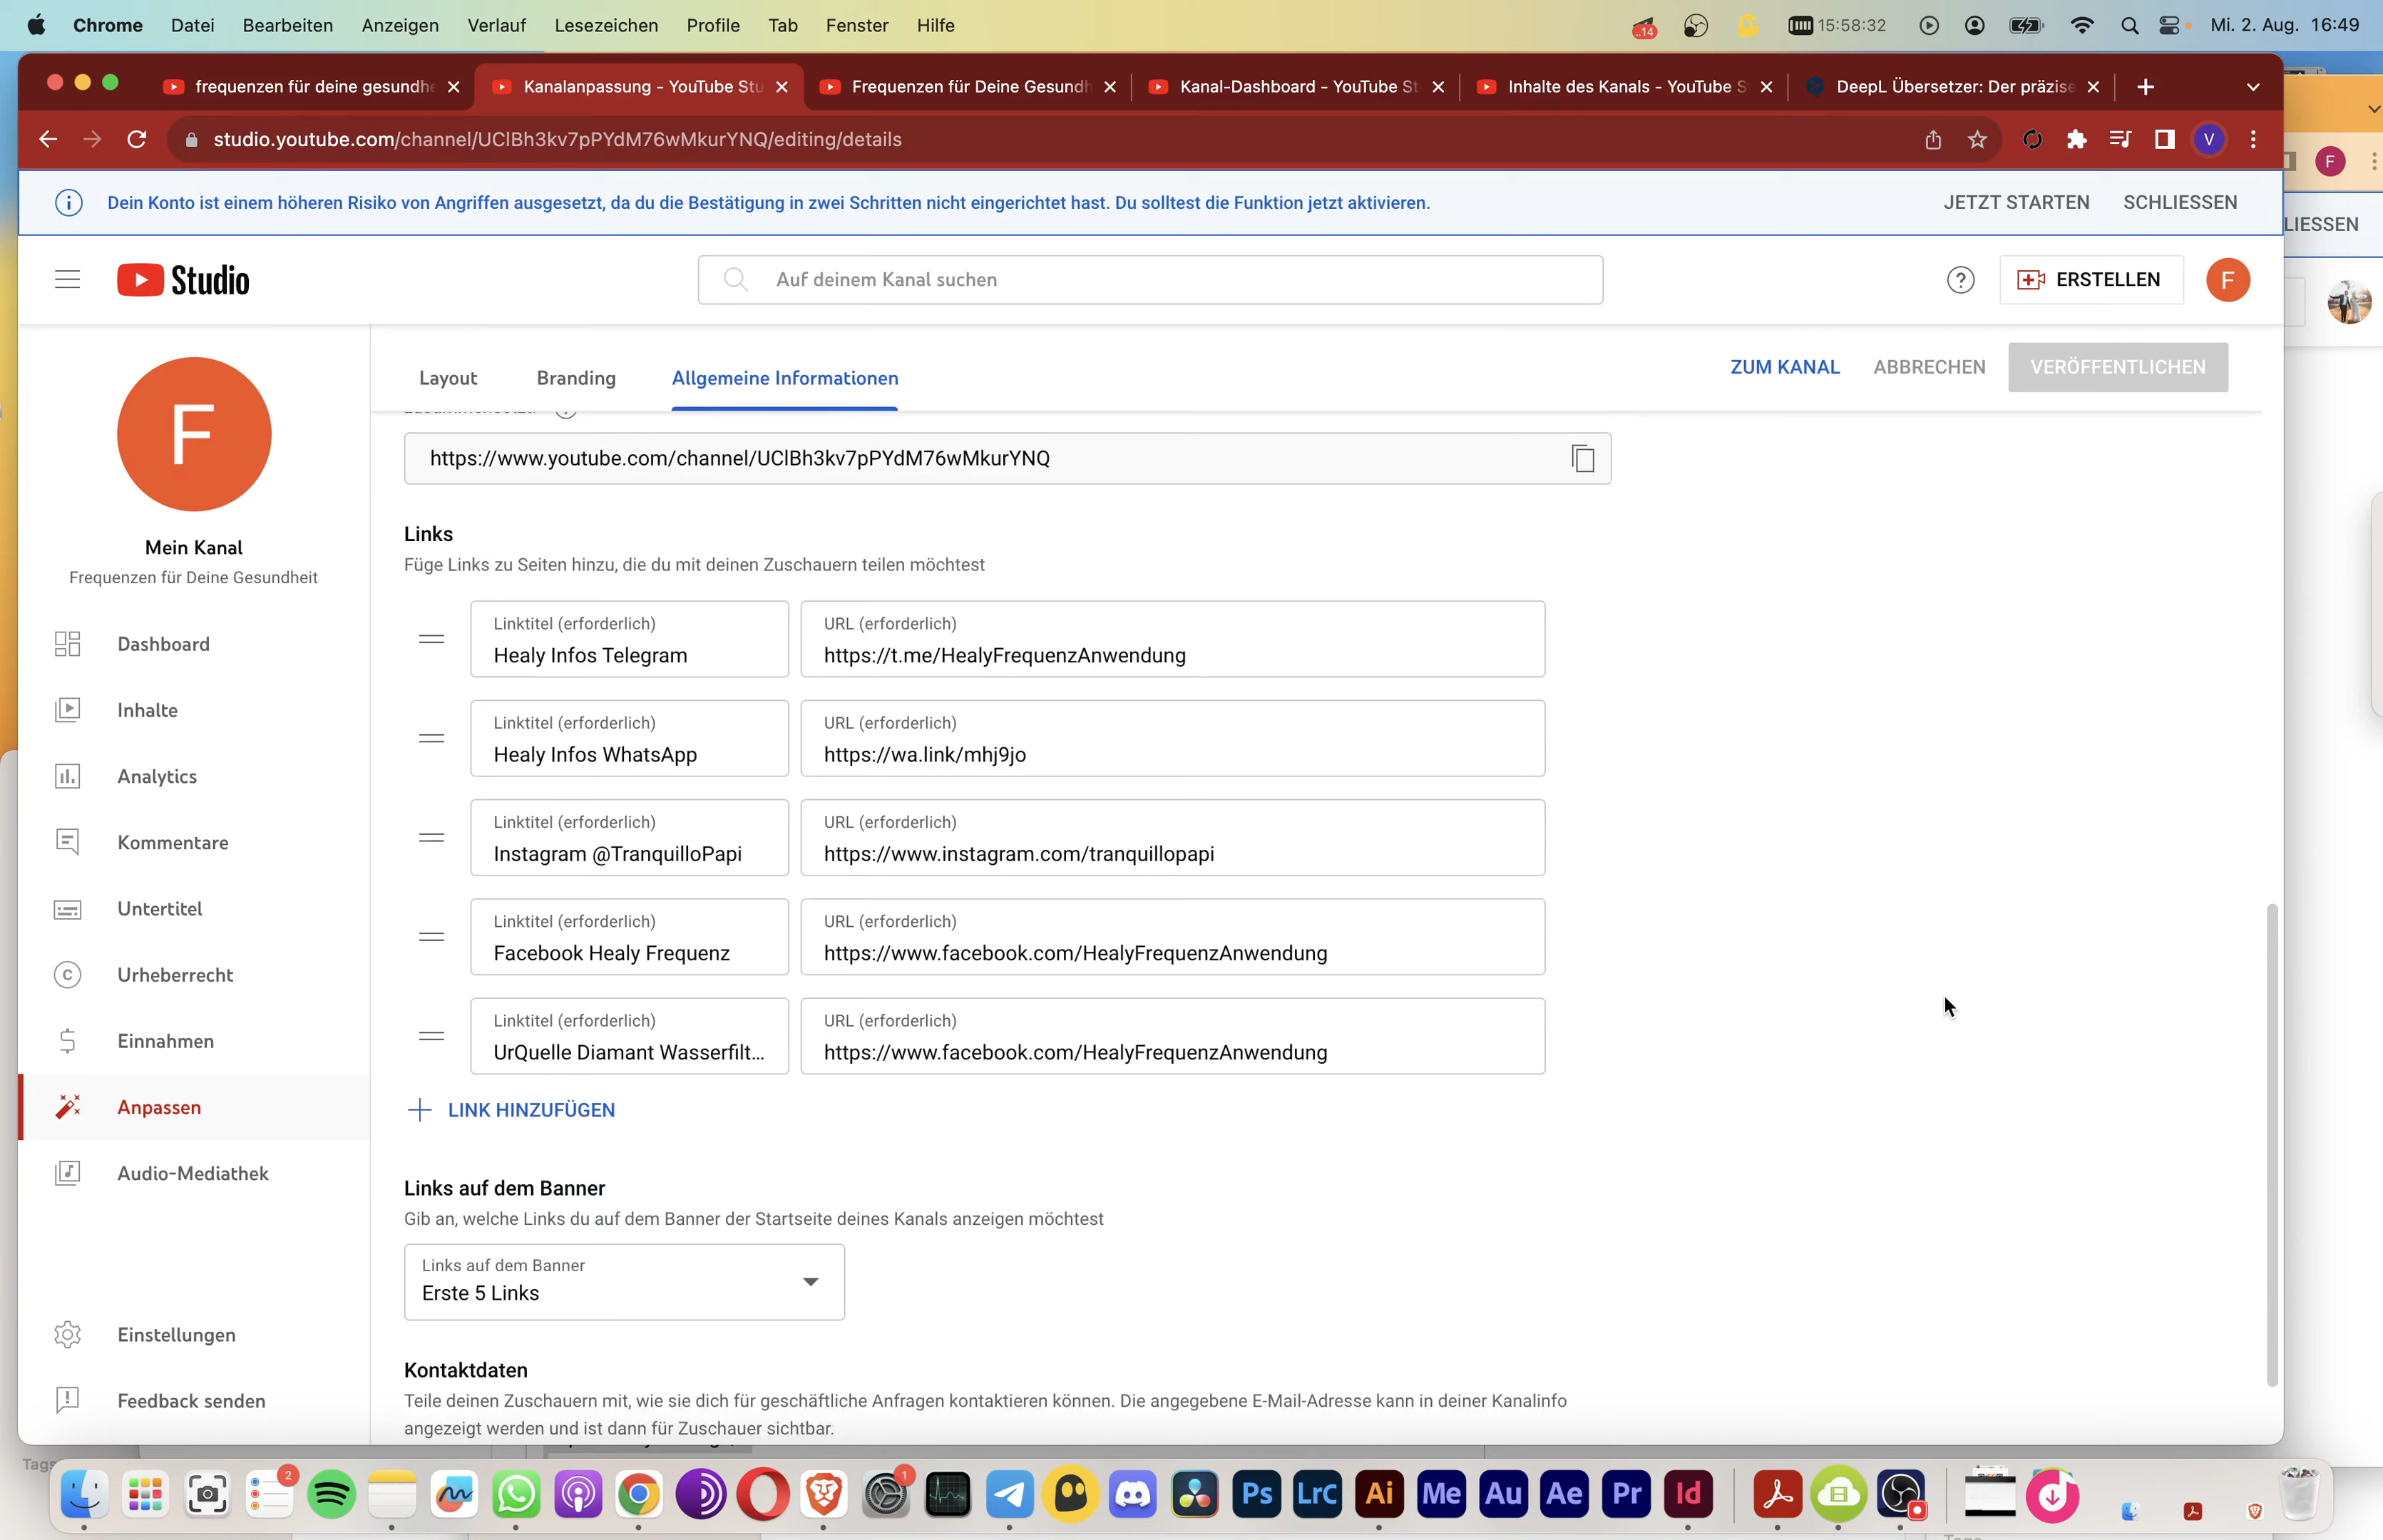 Chrome Datei Bearbeiten Anzeigen Verlauf Lesezeichen Profile Tab Fenster Hilfe ..14 15:58:32 Mi. 2. Aug. 16:49
frequenzen für deine gesundhe Kanalanpassung - YouTube Stu Frequenzen für Deine Gesundh Kanal-Dashboard - YouTube St Inhalte des Kanals - YouTube S DeepL Übersetzer: Der präzise
studio.youtube.com/channel/UClBh3kv7pPYdM76wMkurYNQ/editing/details V F
Dein Konto ist einem höheren Risiko von Angriffen ausgesetzt, da du die Bestätigung in zwei Schritten nicht eingerichtet hast. Du solltest die Funktion jetzt aktivieren. JETZT STARTEN SCHLIESSEN
LIESSEN
Studio Auf deinem Kanal suchen ERSTELLEN F
Layout Branding Allgemeine Informationen ZUM KANAL ABBRECHEN VERÖFFENTLICHEN
F
Mein Kanal
Frequenzen für Deine Gesundheit
Dashboard
Inhalte
Analytics
Kommentare
Untertitel
Urheberrecht
Einnahmen
Anpassen
Audio-Mediathek
Einstellungen
Feedback senden
https://www.youtube.com/channel/UClBh3kv7pPYdM76wMkurYNQ
Links
Füge Links zu Seiten hinzu, die du mit deinen Zuschauern teilen möchtest
Linktitel (erforderlich) URL (erforderlich)
Healy Infos Telegram https://t.me/HealyFrequenzAnwendung
Linktitel (erforderlich) URL (erforderlich)
Healy Infos WhatsApp https://wa.link/mhj9jo
Linktitel (erforderlich) URL (erforderlich)
Instagram @TranquilloPapi https://www.instagram.com/tranquillopapi
Linktitel (erforderlich) URL (erforderlich)
Facebook Healy Frequenz https://www.facebook.com/HealyFrequenzAnwendung
Linktitel (erforderlich) URL (erforderlich)
UrQuelle Diamant Wasserfilt... https://www.facebook.com/HealyFrequenzAnwendung
LINK HINZUFÜGEN
Links auf dem Banner
Gib an, welche Links du auf dem Banner der Startseite deines Kanals anzeigen möchtest
Links auf dem Banner
Erste 5 Links
Kontaktdaten
Teile deinen Zuschauern mit, wie sie dich für geschäftliche Anfragen kontaktieren können. Die angegebene E-Mail-Adresse kann in deiner Kanalinfo
angezeigt werden und ist dann für Zuschauer sichtbar.
Tags
2 1 Ps LrC Ai Me Au Ae Pr Id